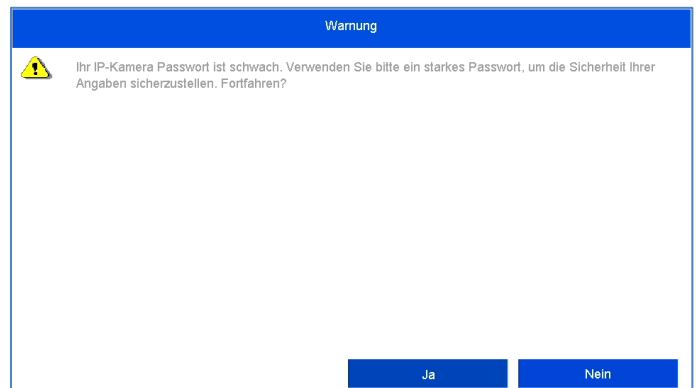 Warnung
Ihr IP-Kamera Passwort ist schwach. Verwenden Sie bitte ein starkes Passwort, um die Sicherheit Ihrer
Angaben sicherzustellen. Fortfahren?
Ja
Nein